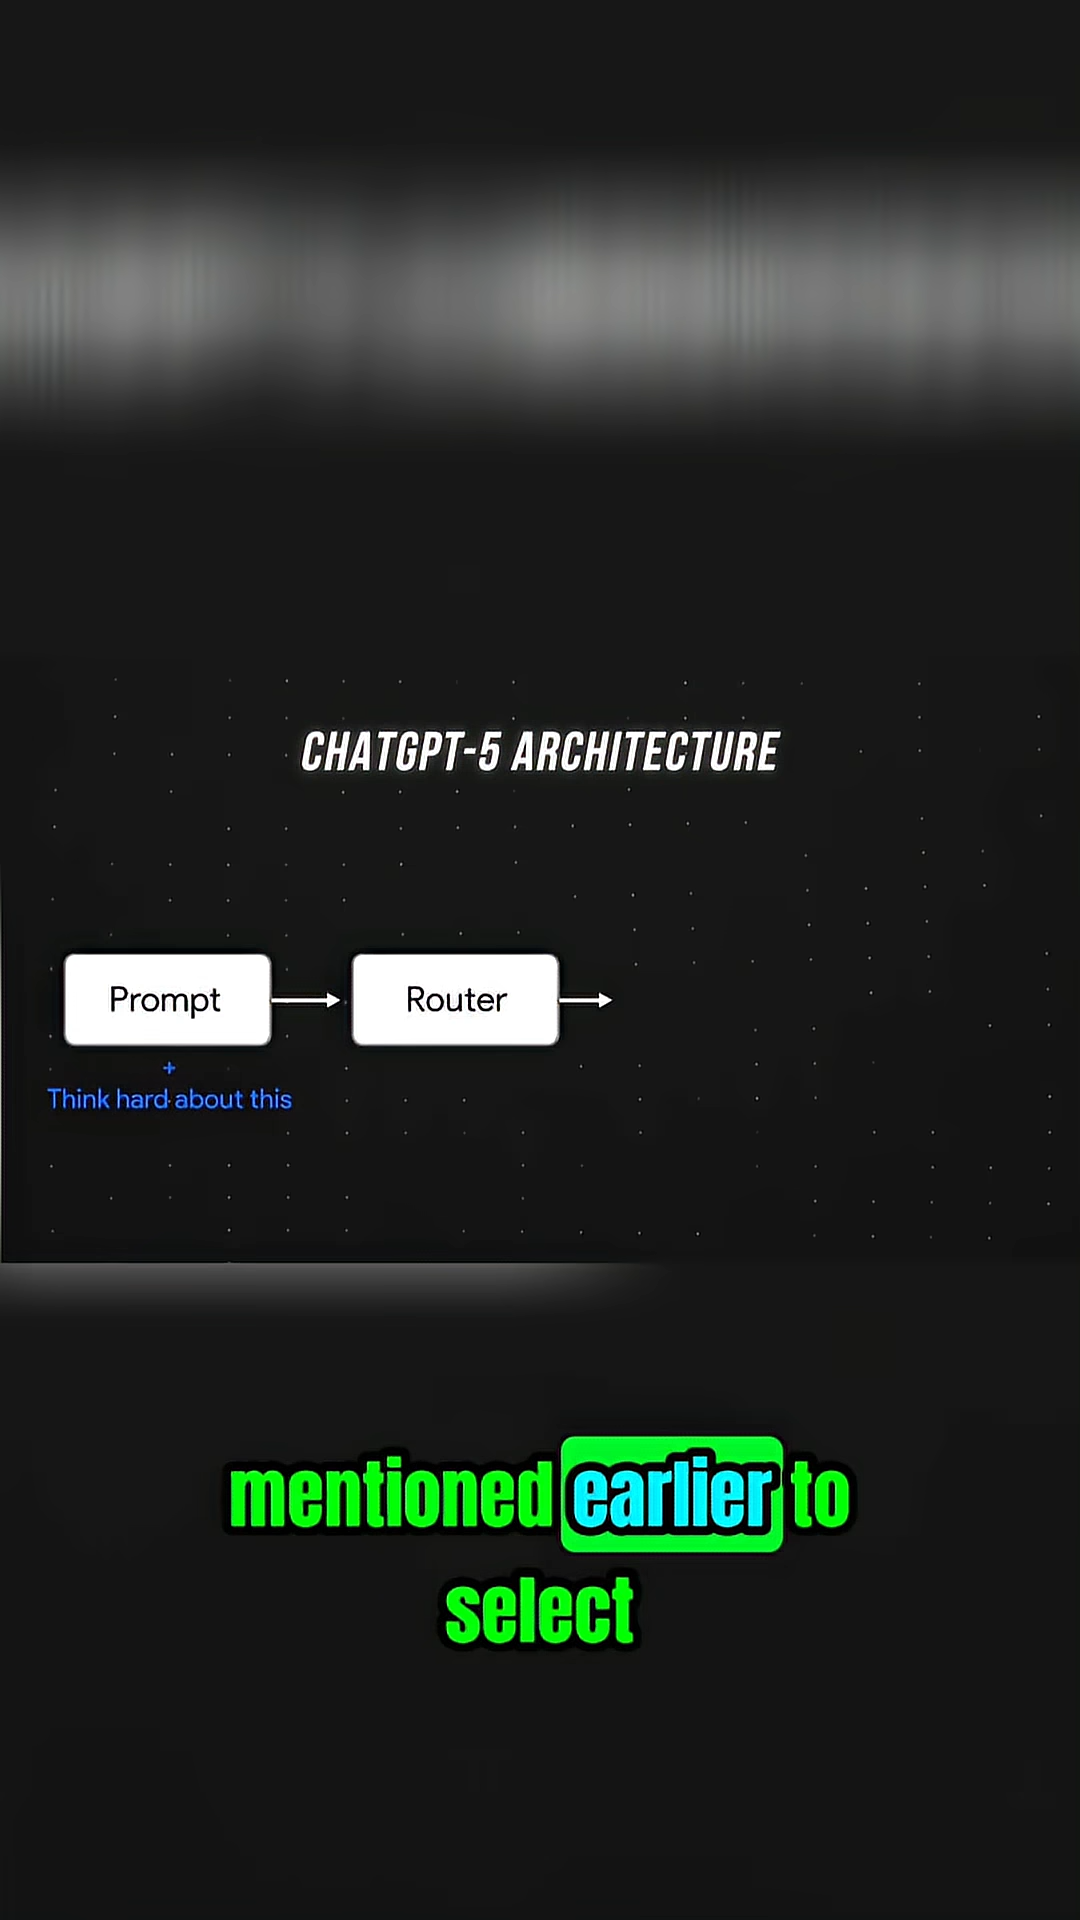 CHATGPT-5 ARCHITECTURE
Prompt
Router
+
Think hard about this
mentioned earlier to
select